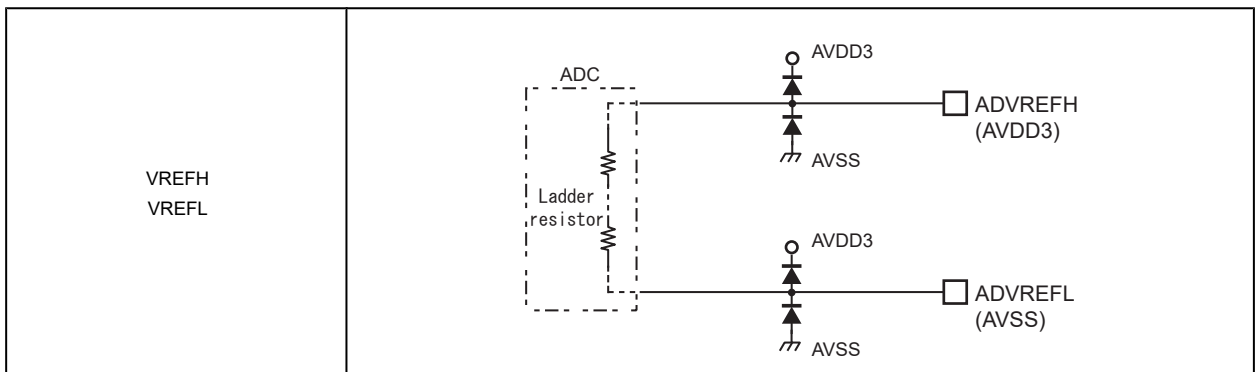 VREFH
VREFL
ADC
Ladder
resistor
AVDD3
ADVREFH
(AVDD3)
AVSS
AVDD3
ADVREFL
(AVSS)
AVSS